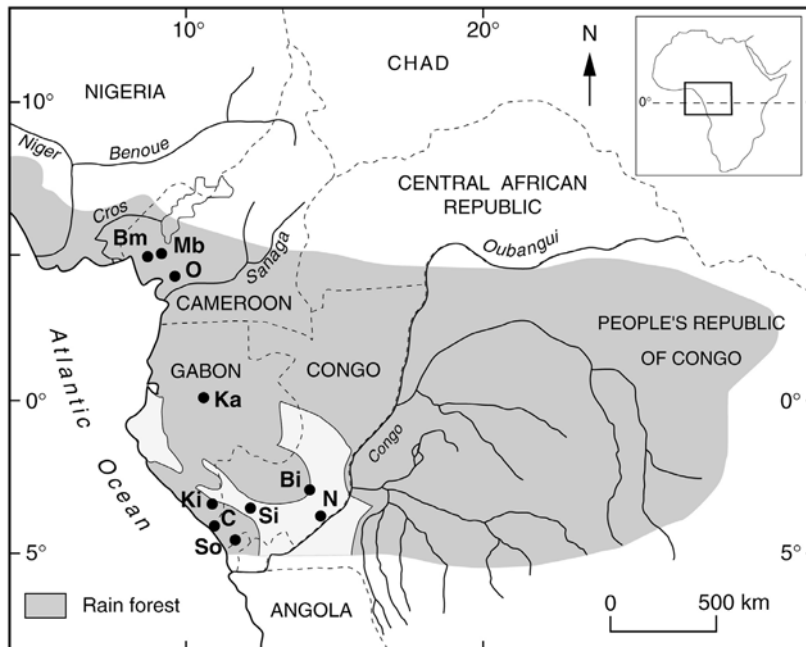 10°
20°
N
CHAD
NIGERIA
0°
10°
Niger
Benoue
CENTRAL AFRICAN
REPUBLIC
Cros
Oubangui
Bm
Mb
Sanaga
O
CAMEROON
PEOPLE'S REPUBLIC
OF CONGO
Atlantic
Ocean
GABON
CONGO
0°
Ka
0°
Congo
Bi
N
Ki
C
Si
So
5°
5°
Rain forest
ANGOLA
0
500 km